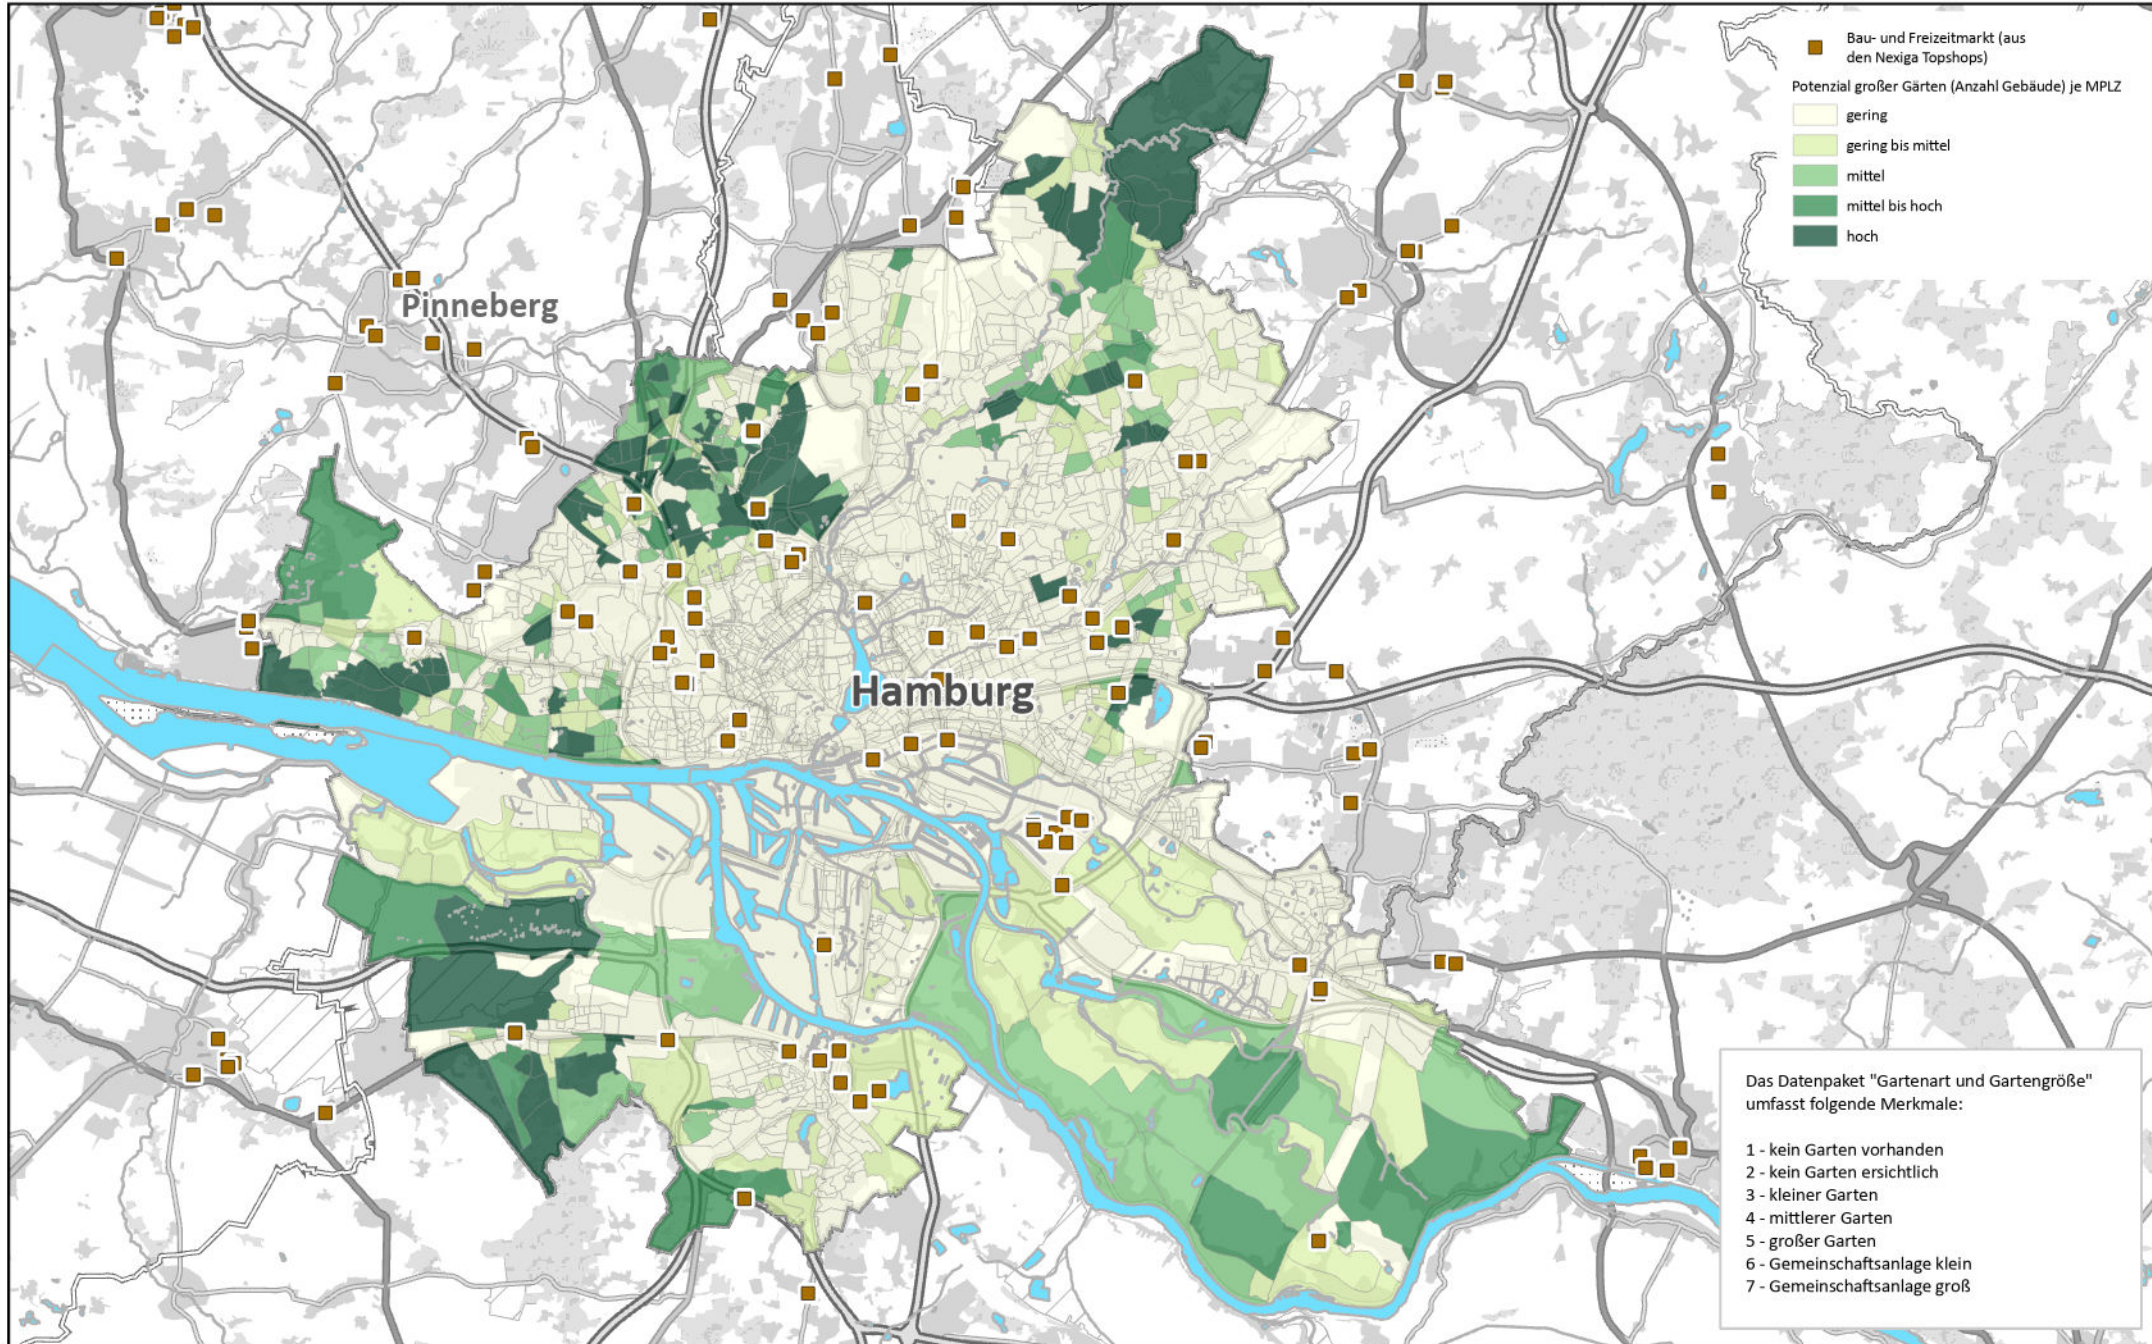 Bau- und Freizeitmarkt (aus
den Nexiga Topshops)
Potenzial großer Gärten (Anzahl Gebäude) je MPLZ
gering
gering bis mittel
mittel
mittel bis hoch
hoch
Pinneberg
Hamburg
Das Datenpaket "Gartenart und Gartengröße"
umfasst folgende Merkmale:
1 - kein Garten vorhanden
2 - kein Garten ersichtlich
3 - kleiner Garten
4 - mittlerer Garten
5 - großer Garten
6 - Gemeinschaftsanlage klein
7 - Gemeinschaftsanlage groß